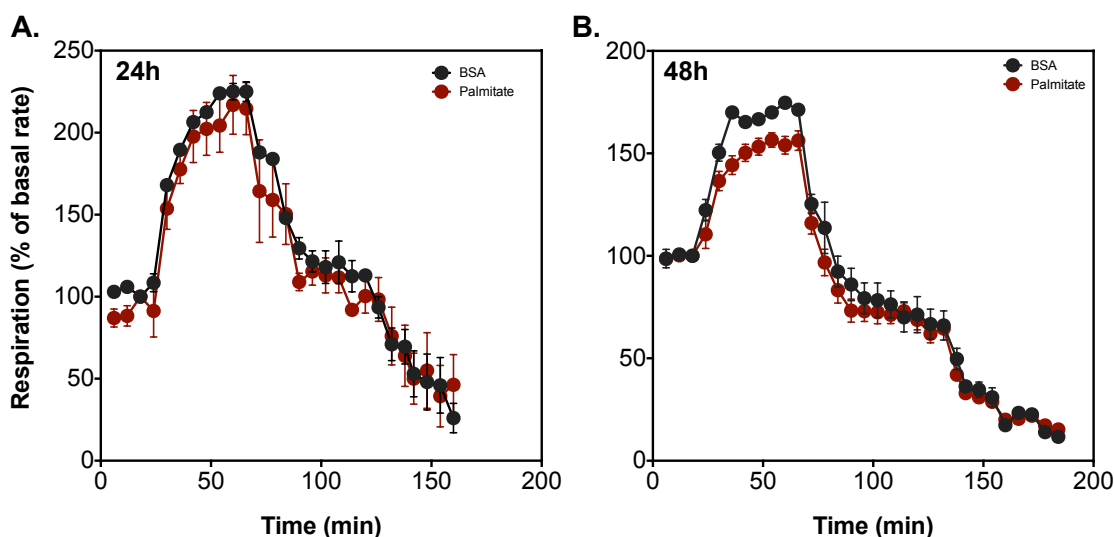 A.
24h
BSA
Palmitate
Respiration (% of basal rate)
250
200
150
100
50
0
0 50 100 150 200
Time (min)
B.
48h
BSA
Palmitate
200
150
100
50
0
0 50 100 150 200
Time (min)